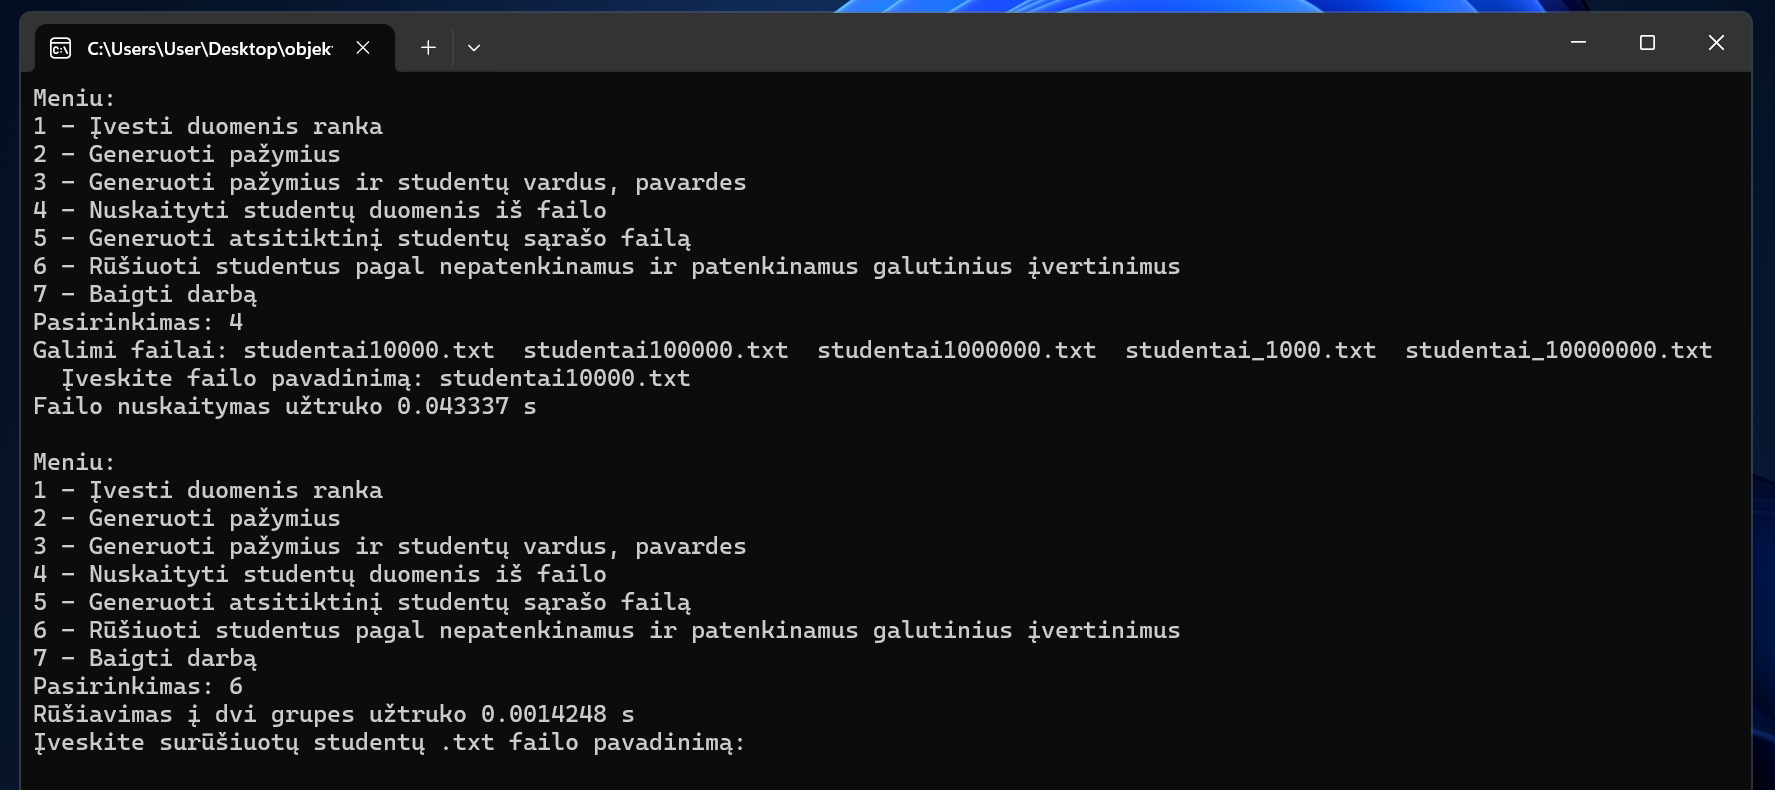 C:\Users\User\Desktop\objek
Meniu:
1 - Įvesti duomenis ranka
2 - Generuoti pažymius
3 - Generuoti pažymius ir studentų vardus, pavardes
4 - Nuskaityti studentų duomenis iš failo
5 - Generuoti atsitiktinį studentų sąrašo failą
6 - Rūšiuoti studentus pagal nepatenkinamus ir patenkinamus galutinius įvertinimus
7 - Baigti darbą
Pasirinkimas: 4
Galimi failai: studentai10000.txt  studentai100000.txt  studentai1000000.txt  studentai_1000.txt  studentai_10000000.txt
  Įveskite failo pavadinimą: studentai10000.txt
Failo nuskaitymas užtruko 0.043337 s

Meniu:
1 - Įvesti duomenis ranka
2 - Generuoti pažymius
3 - Generuoti pažymius ir studentų vardus, pavardes
4 - Nuskaityti studentų duomenis iš failo
5 - Generuoti atsitiktinį studentų sąrašo failą
6 - Rūšiuoti studentus pagal nepatenkinamus ir patenkinamus galutinius įvertinimus
7 - Baigti darbą
Pasirinkimas: 6
Rūšiavimas į dvi grupes užtruko 0.0014248 s
Įveskite surūšiuotų studentų .txt failo pavadinimą: